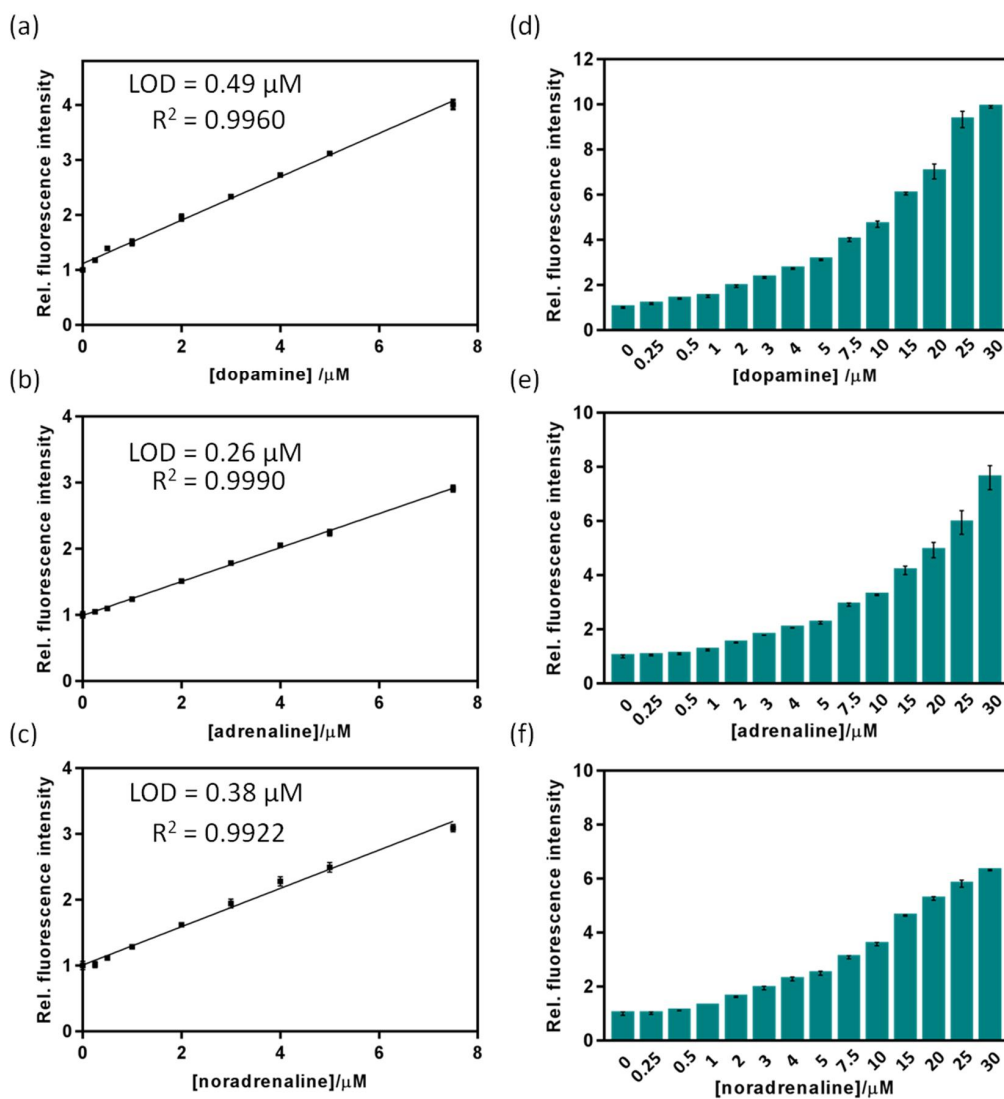 (a)
LOD = 0.49 µM
R² = 0.9960
Rel. fluorescence intensity
4
3
2
1
0
0 2 4 6 8
[dopamine] /µM
(d)
Rel. fluorescence intensity
12
10
8
6
4
2
0
0 0.25 0.5 1 2 3 4 5 7.5 10 15 20 25 30
[dopamine] /µM
(b)
LOD = 0.26 µM
R² = 0.9990
Rel. fluorescence intensity
4
3
2
1
0
0 2 4 6 8
[adrenaline]/µM
(e)
Rel. fluorescence intensity
10
8
6
4
2
0
0 0.25 0.5 1 2 3 4 5 7.5 10 15 20 25 30
[adrenaline]/µM
(c)
LOD = 0.38 µM
R² = 0.9922
Rel. fluorescence intensity
4
3
2
1
0
0 2 4 6 8
[noradrenaline]/µM
(f)
Rel. fluorescence intensity
10
8
6
4
2
0
0 0.25 0.5 1 2 3 4 5 7.5 10 15 20 25 30
[noradrenaline]/µM